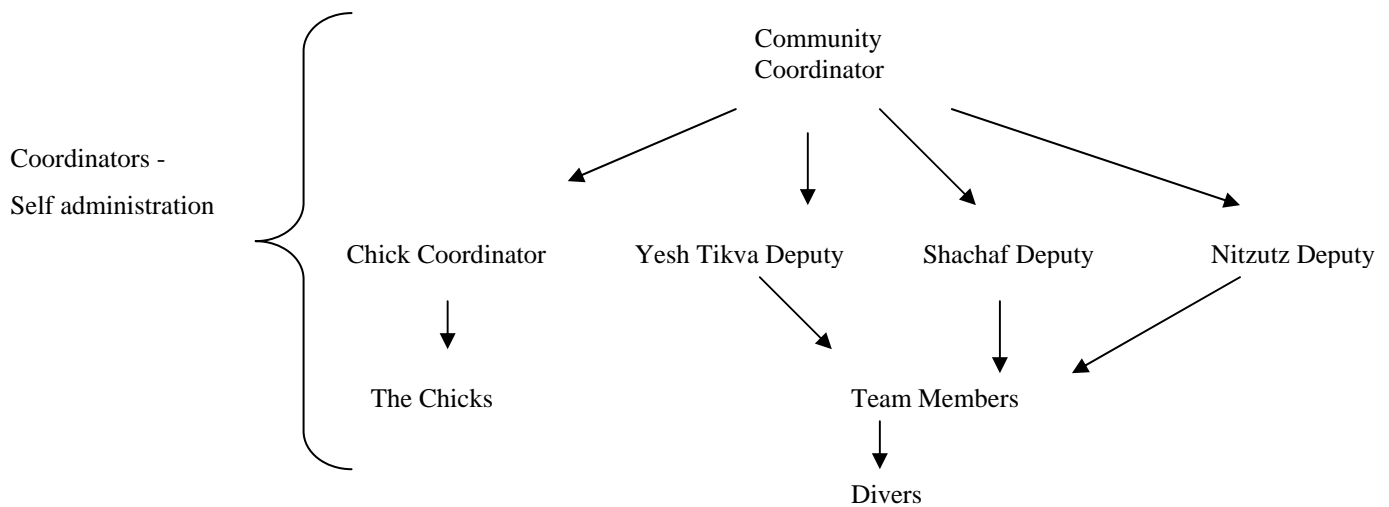 Community
Coordinator
Coordinators -
Self administration
Chick Coordinator
Yesh Tikva Deputy
Shachaf Deputy
Nitzutz Deputy
The Chicks
Team Members
Divers